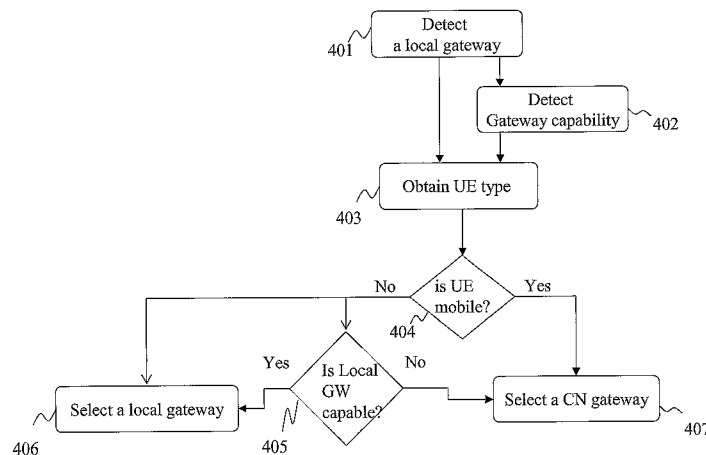 Detect
a local gateway
401
Detect
Gateway capability
402
Obtain UE type
403
No
is UE
mobile?
Yes
404
Yes
Is Local
GW
capable?
No
Select a local gateway
Select a CN gateway
406
405
407